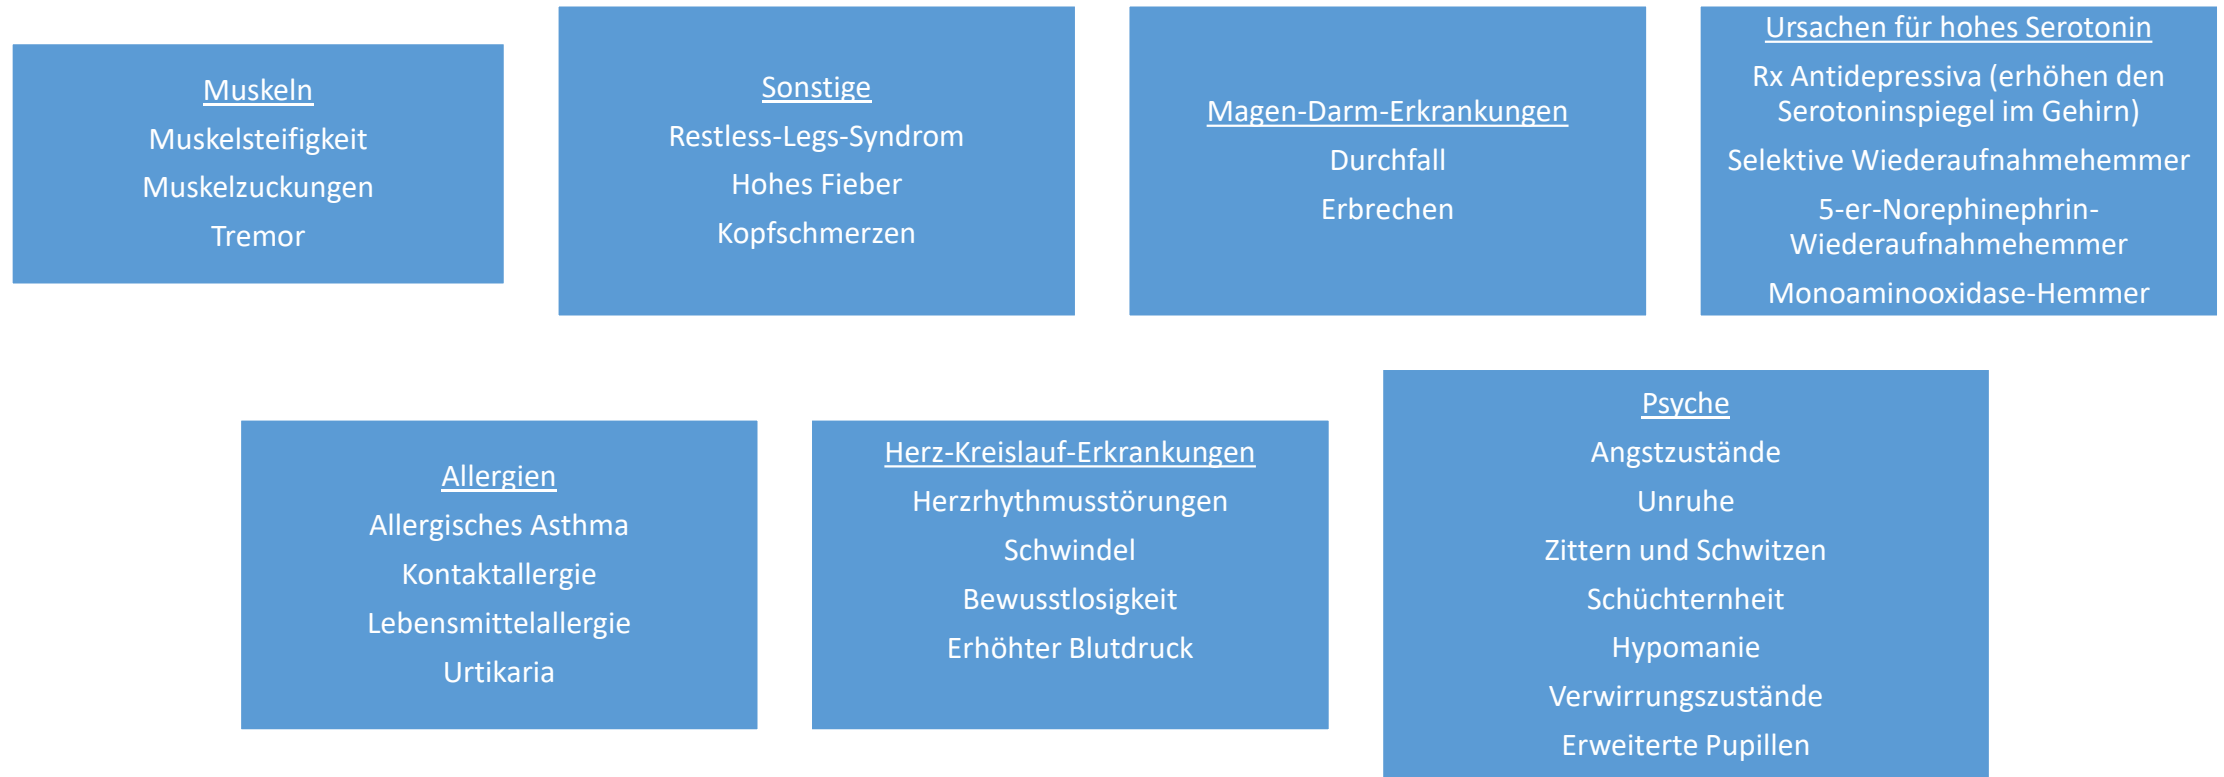 Muskeln
Muskelsteifigkeit
Muskelzuckungen
Tremor
Sonstige
Restless-Legs-Syndrom
Hohes Fieber
Kopfschmerzen
Magen-Darm-Erkrankungen
Durchfall
Erbrechen
Ursachen für hohes Serotonin
Rx Antidepressiva (erhöhen den
Serotoninspiegel im Gehirn)
Selektive Wiederaufnahmehemmer
5-er-Norephinephrin-
Wiederaufnahmehemmer
Monoaminooxidase-Hemmer
Allergien
Allergisches Asthma
Kontaktallergie
Lebensmittelallergie
Urtikaria
Herz-Kreislauf-Erkrankungen
Herzrhythmusstörungen
Schwindel
Bewusstlosigkeit
Erhöhter Blutdruck
Psyche
Angstzustände
Unruhe
Zittern und Schwitzen
Schüchternheit
Hypomanie
Verwirrungszustände
Erweiterte Pupillen